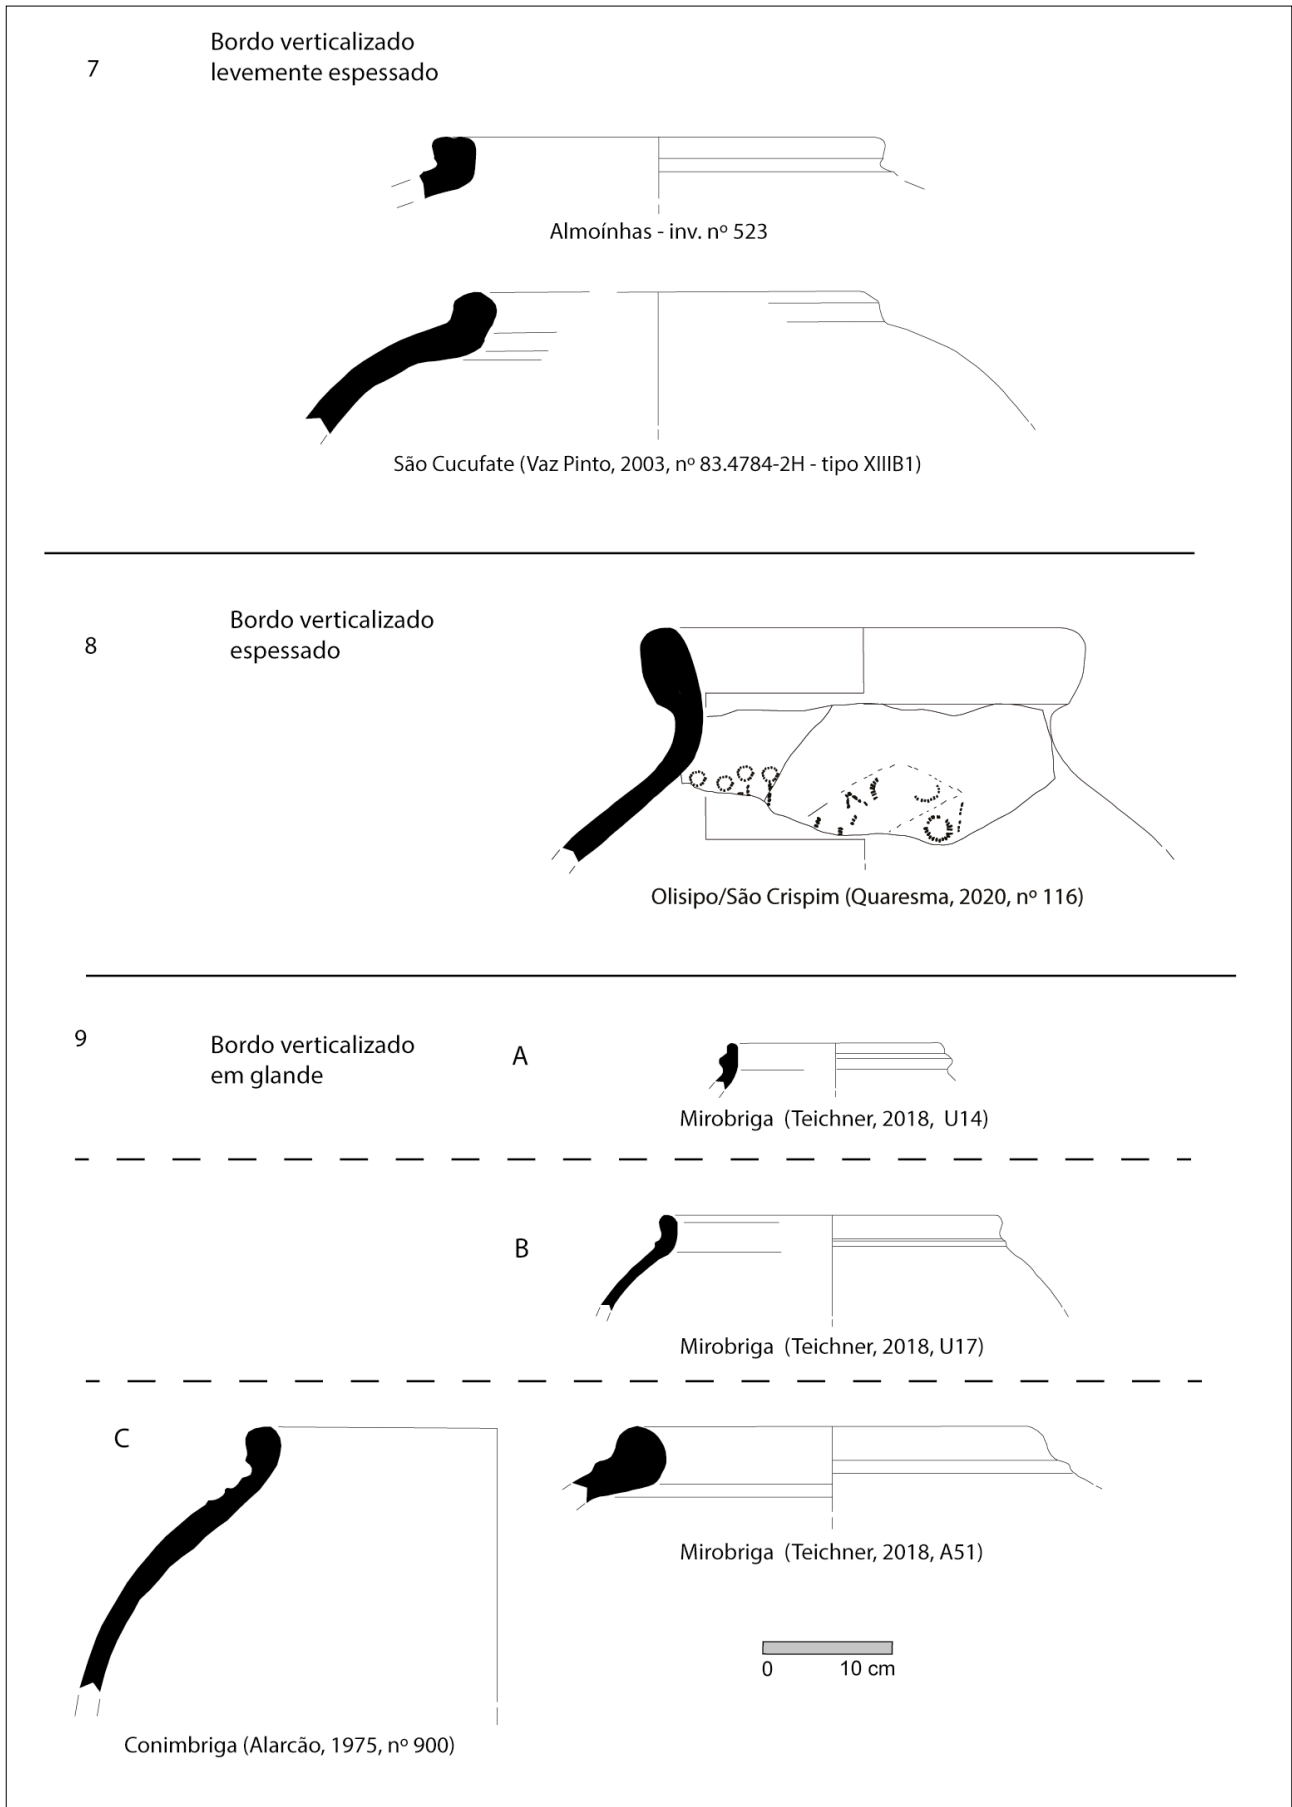 7
Bordo verticalizado
levemente espessado
Almoínhas - inv. nº 523
São Cucufate (Vaz Pinto, 2003, nº 83.4784-2H - tipo XIIIB1)
8
Bordo verticalizado
espessado
Olisipo/São Crispim (Quaresma, 2020, nº 116)
9
Bordo verticalizado
em glande
A
Mirobriga (Teichner, 2018, U14)
B
Mirobriga (Teichner, 2018, U17)
C
Mirobriga (Teichner, 2018, A51)
0 10 cm
Conimbriga (Alarcão, 1975, nº 900)